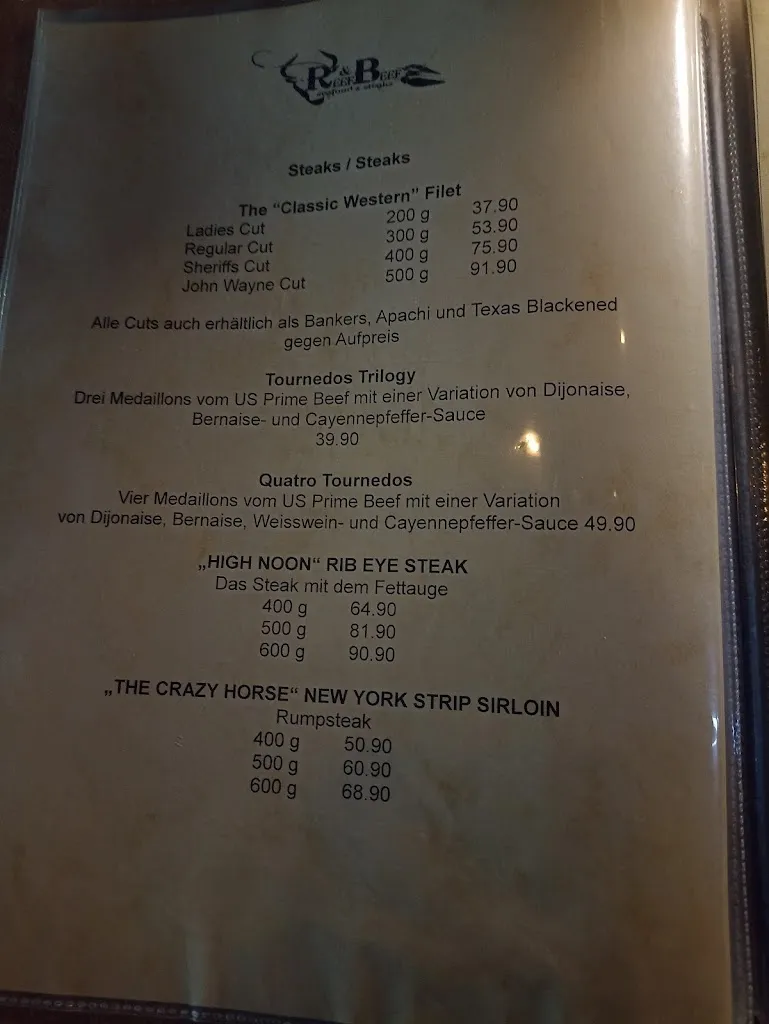 Reef & Beef
seafood & steaks
Steaks / Steaks
The “Classic Western” Filet
Ladies Cut 200 g 37.90
Regular Cut 300 g 53.90
Sheriffs Cut 400 g 75.90
John Wayne Cut 500 g 91.90
Alle Cuts auch erhältlich als Bankers, Apachi und Texas Blackened
gegen Aufpreis
Tournedos Trilogy
Drei Medaillons vom US Prime Beef mit einer Variation von Dijonaise,
Bernaise- und Cayennepfeffer-Sauce
39.90
Quatro Tournedos
Vier Medaillons vom US Prime Beef mit einer Variation
von Dijonaise, Bernaise, Weisswein- und Cayennepfeffer-Sauce 49.90
„HIGH NOON“ RIB EYE STEAK
Das Steak mit dem Fettauge
400 g 64.90
500 g 81.90
600 g 90.90
„THE CRAZY HORSE“ NEW YORK STRIP SIRLOIN
Rumpsteak
400 g 50.90
500 g 60.90
600 g 68.90